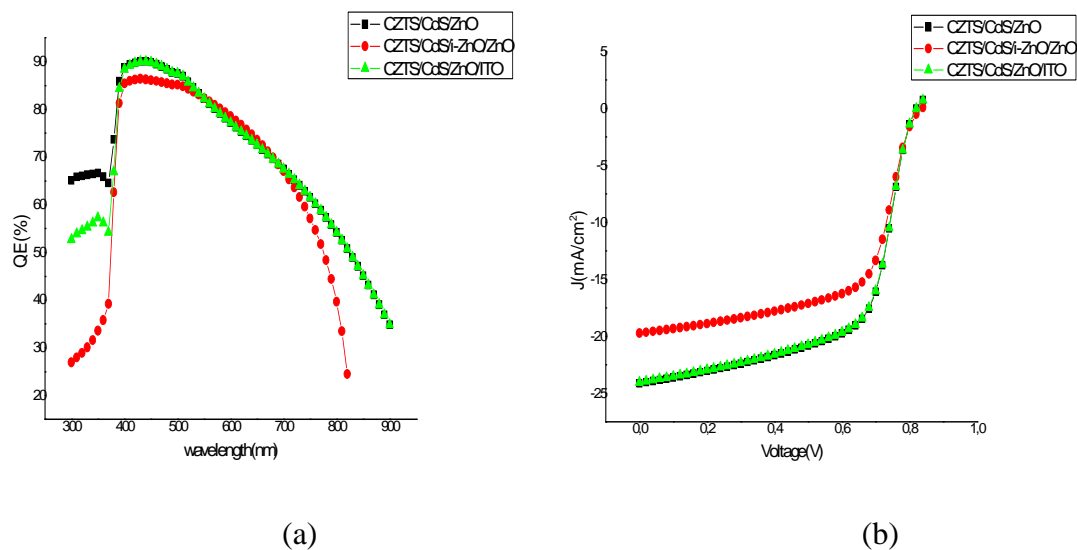 CZTS/CdS/ZnO
CZTS/CdS/i-ZnO/ZnO
CZTS/CdS/ZnO/ITO
90
80
70
60
50
40
30
20
QE(%)
300 400 500 600 700 800 900
wavelength(nm)
(a)
CZTS/CdS/ZnO
CZTS/CdS/i-ZnO/ZnO
CZTS/CdS/ZnO/ITO
5
0
-5
-10
-15
-20
-25
J(mA/cm²)
0,0 0,2 0,4 0,6 0,8 1,0
Voltage(V)
(b)